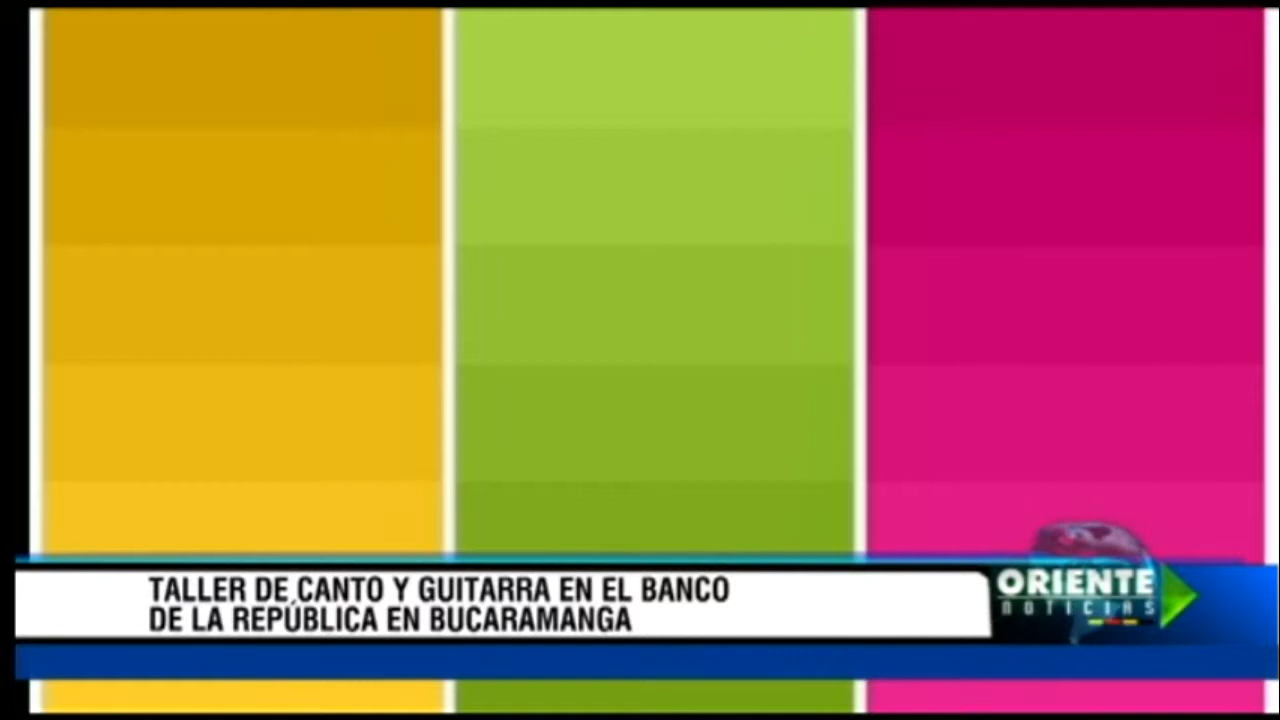 TALLER DE CANTO Y GUITARRA EN EL BANCO
DE LA REPÚBLICA EN BUCARAMANGA
ORIENTE
NOTICIAS